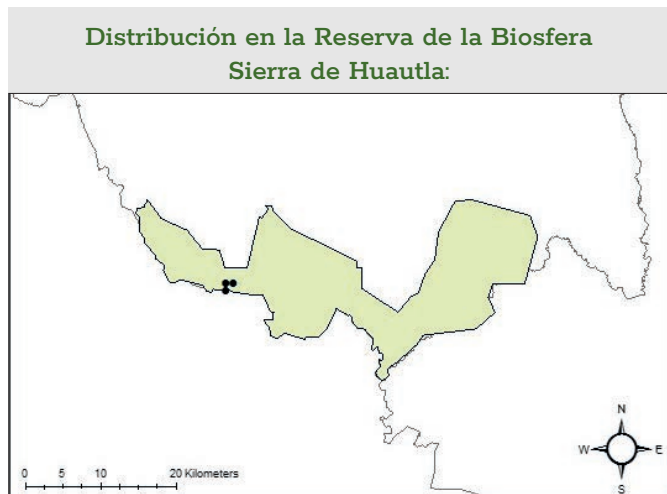 Distribución en la Reserva de la Biosfera
Sierra de Huautla:
N
W E
S
0 5 10 20 Kilometers